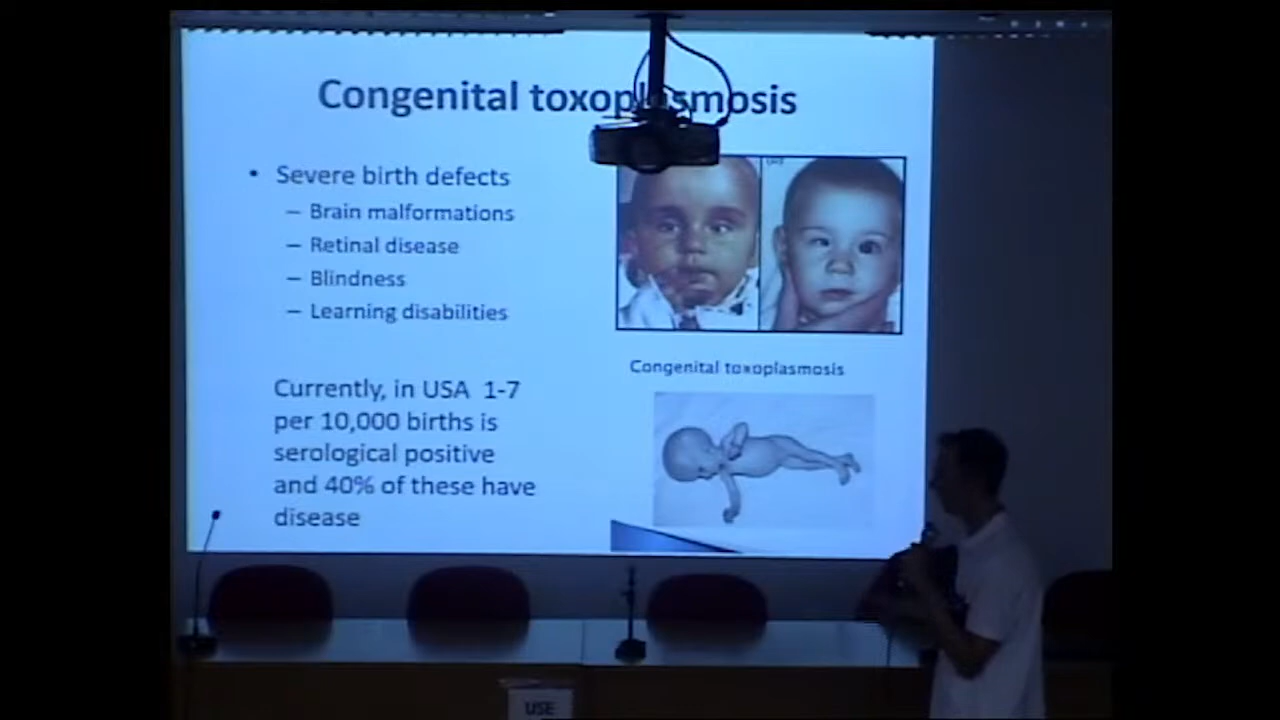 Congenital toxoplasmosis
• Severe birth defects
– Brain malformations
– Retinal disease
– Blindness
– Learning disabilities
Currently, in USA 1-7
per 10,000 births is
serological positive
and 40% of these have
disease
Congenital toxoplasmosis
USE